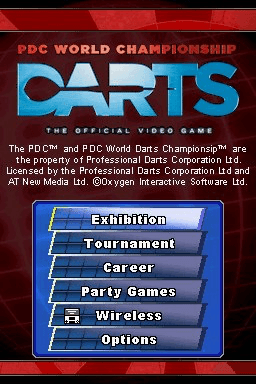 PDC WORLD CHAMPIONSHIP
DARTS
THE OFFICIAL VIDEO GAME
The PDC™ and PDC World Darts Championsip™ are
the property of Professional Darts Corporation Ltd.
Licensed by the Professional Darts Corporation Ltd and
AT New Media Ltd. ©Oxygen Interactive Software Ltd.
Exhibition
Tournament
Career
Party Games
Wireless
Options